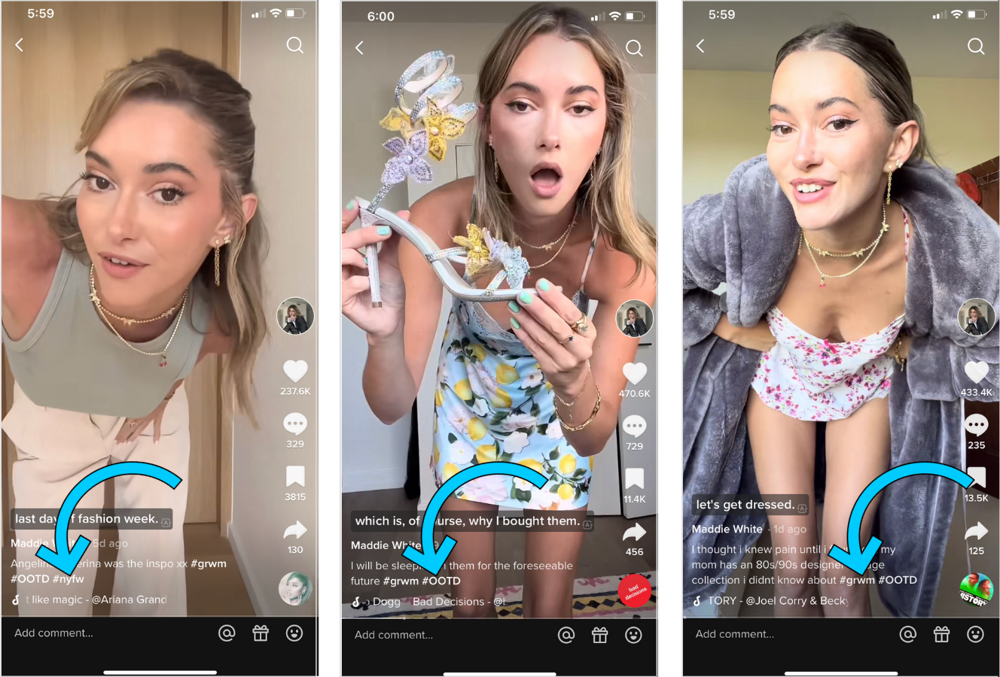 5:59
237.6K
329
3815
130
last day f fashion week.
Maddie 5d ago
was the inspo xx #grwm
#OOTD #nyfw
t like magic - @Ariana Grand
Add comment...
6:00
470.6K
729
11.4K
456
which is, of urse, why I bought them.
Maddie White
I will be them for the foreseeable
future #grwm #OOTD
Dogg Bad Decisions - @
bad
decisions
Add comment...
5:59
433.4K
235
13.5K
125
let's get dressed.
Maddie White · 1d ago
I thought i knew pain until i my
mom has an 80s/90s
collection i didnt know about #grwm #OOTD
TORY - @Joel Corry & Beck
Add comment...